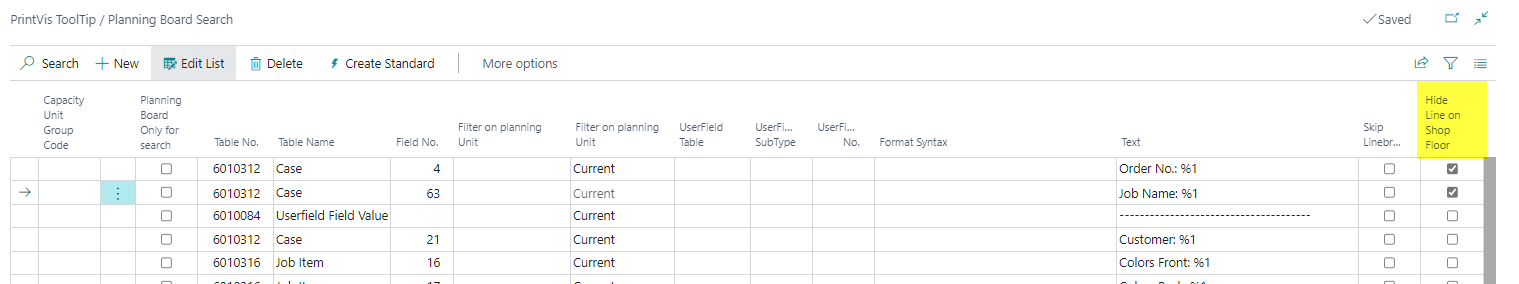 PrintVis ToolTip / Planning Board Search
Saved
Search
New
Edit List
Delete
Create Standard
More options
Capacity Unit Group Code
Planning Board Only for search
Table No.
Table Name
Field No.
Filter on planning Unit
Filter on planning Unit
UserField Table
UserFi... SubType
UserFi... No.
Format Syntax
Text
Skip Linebr...
Hide Line on Shop Floor
6010312 Case 4 Current Order No.: %1
6010312 Case 63 Current Job Name: %1
6010084 Userfield Field Value Current --------------------------------------
6010312 Case 21 Current Customer: %1
6010316 Job Item 16 Current Colors Front: %1